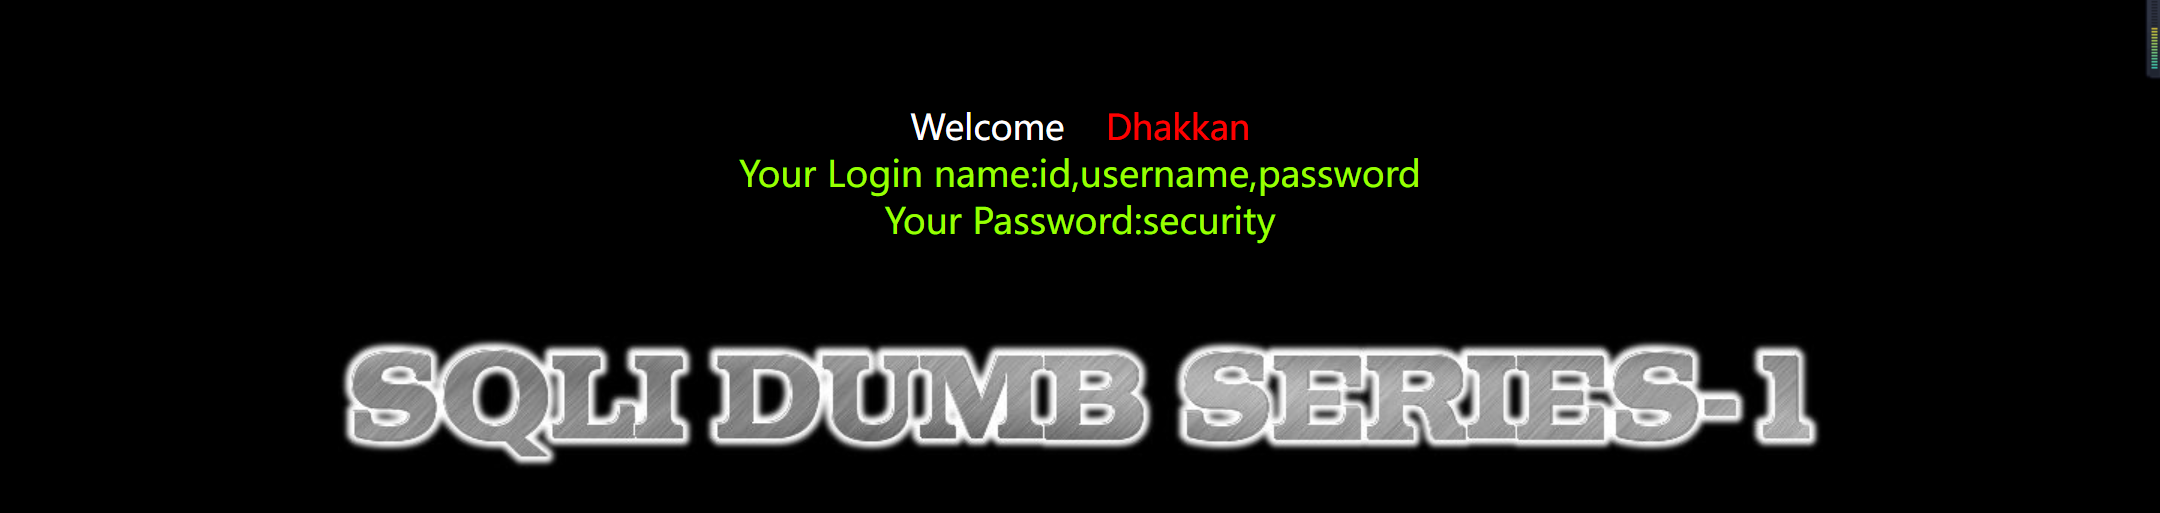 Welcome Dhakkan
Your Login name:id,username,password
Your Password:security
SQLI DUMB SERIES-1